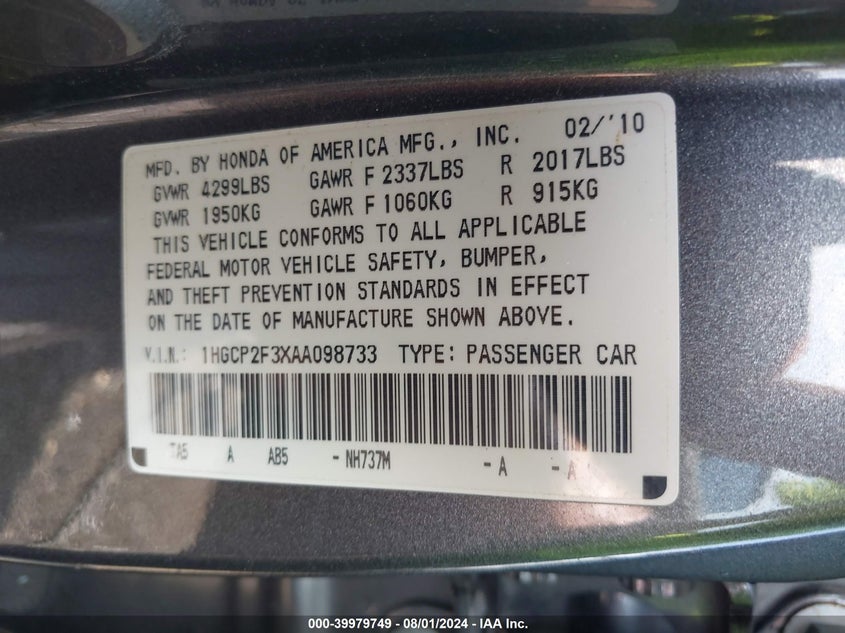 MFD. BY HONDA OF AMERICA MFG., INC. 02/'10
GVWR 4299LBS GAWR F 2337LBS R 2017LBS
GVWR 1950KG GAWR F 1060KG R 915KG
THIS VEHICLE CONFORMS TO ALL APPLICABLE
FEDERAL MOTOR VEHICLE SAFETY, BUMPER,
AND THEFT PREVENTION STANDARDS IN EFFECT
ON THE DATE OF MANUFACTURE SHOWN ABOVE.
V.I.N.: 1HGCP2F3XAA098733 TYPE: PASSENGER CAR
TA5 A AB5 - NH737M - A - A
000-39979749 | 08/01/2024 | IAA Inc.